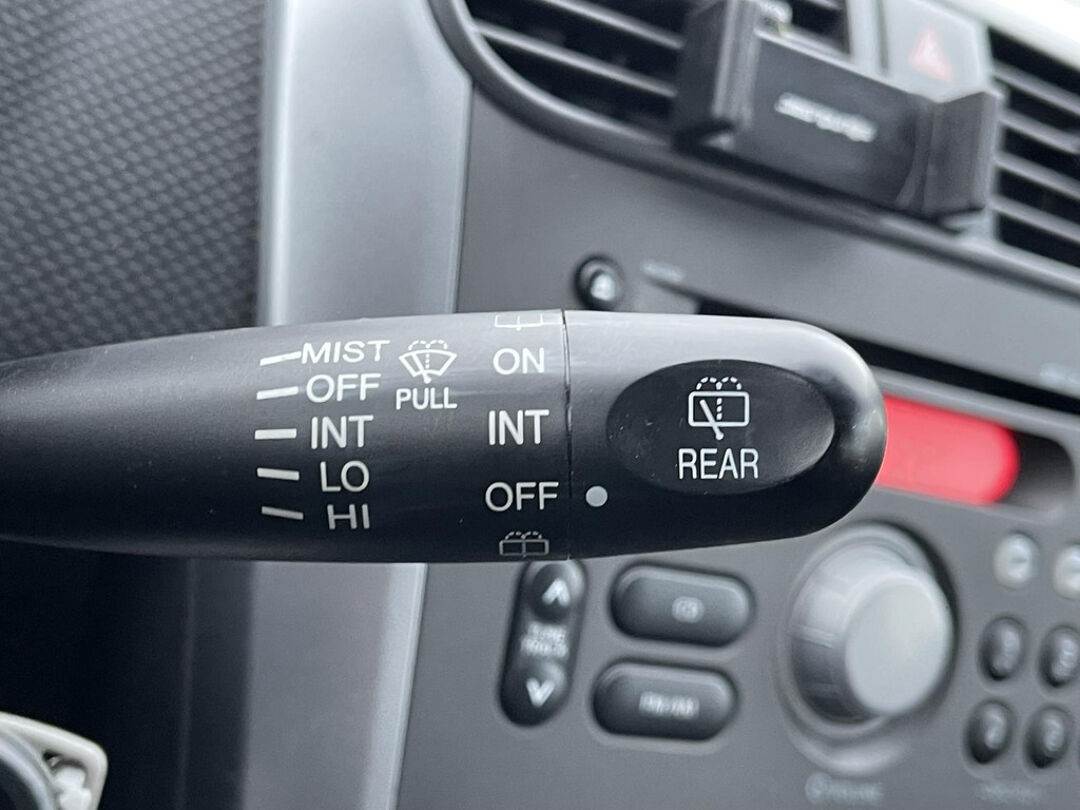 MIST
OFF
INT
LO
HI
PULL
ON
INT
OFF
REAR